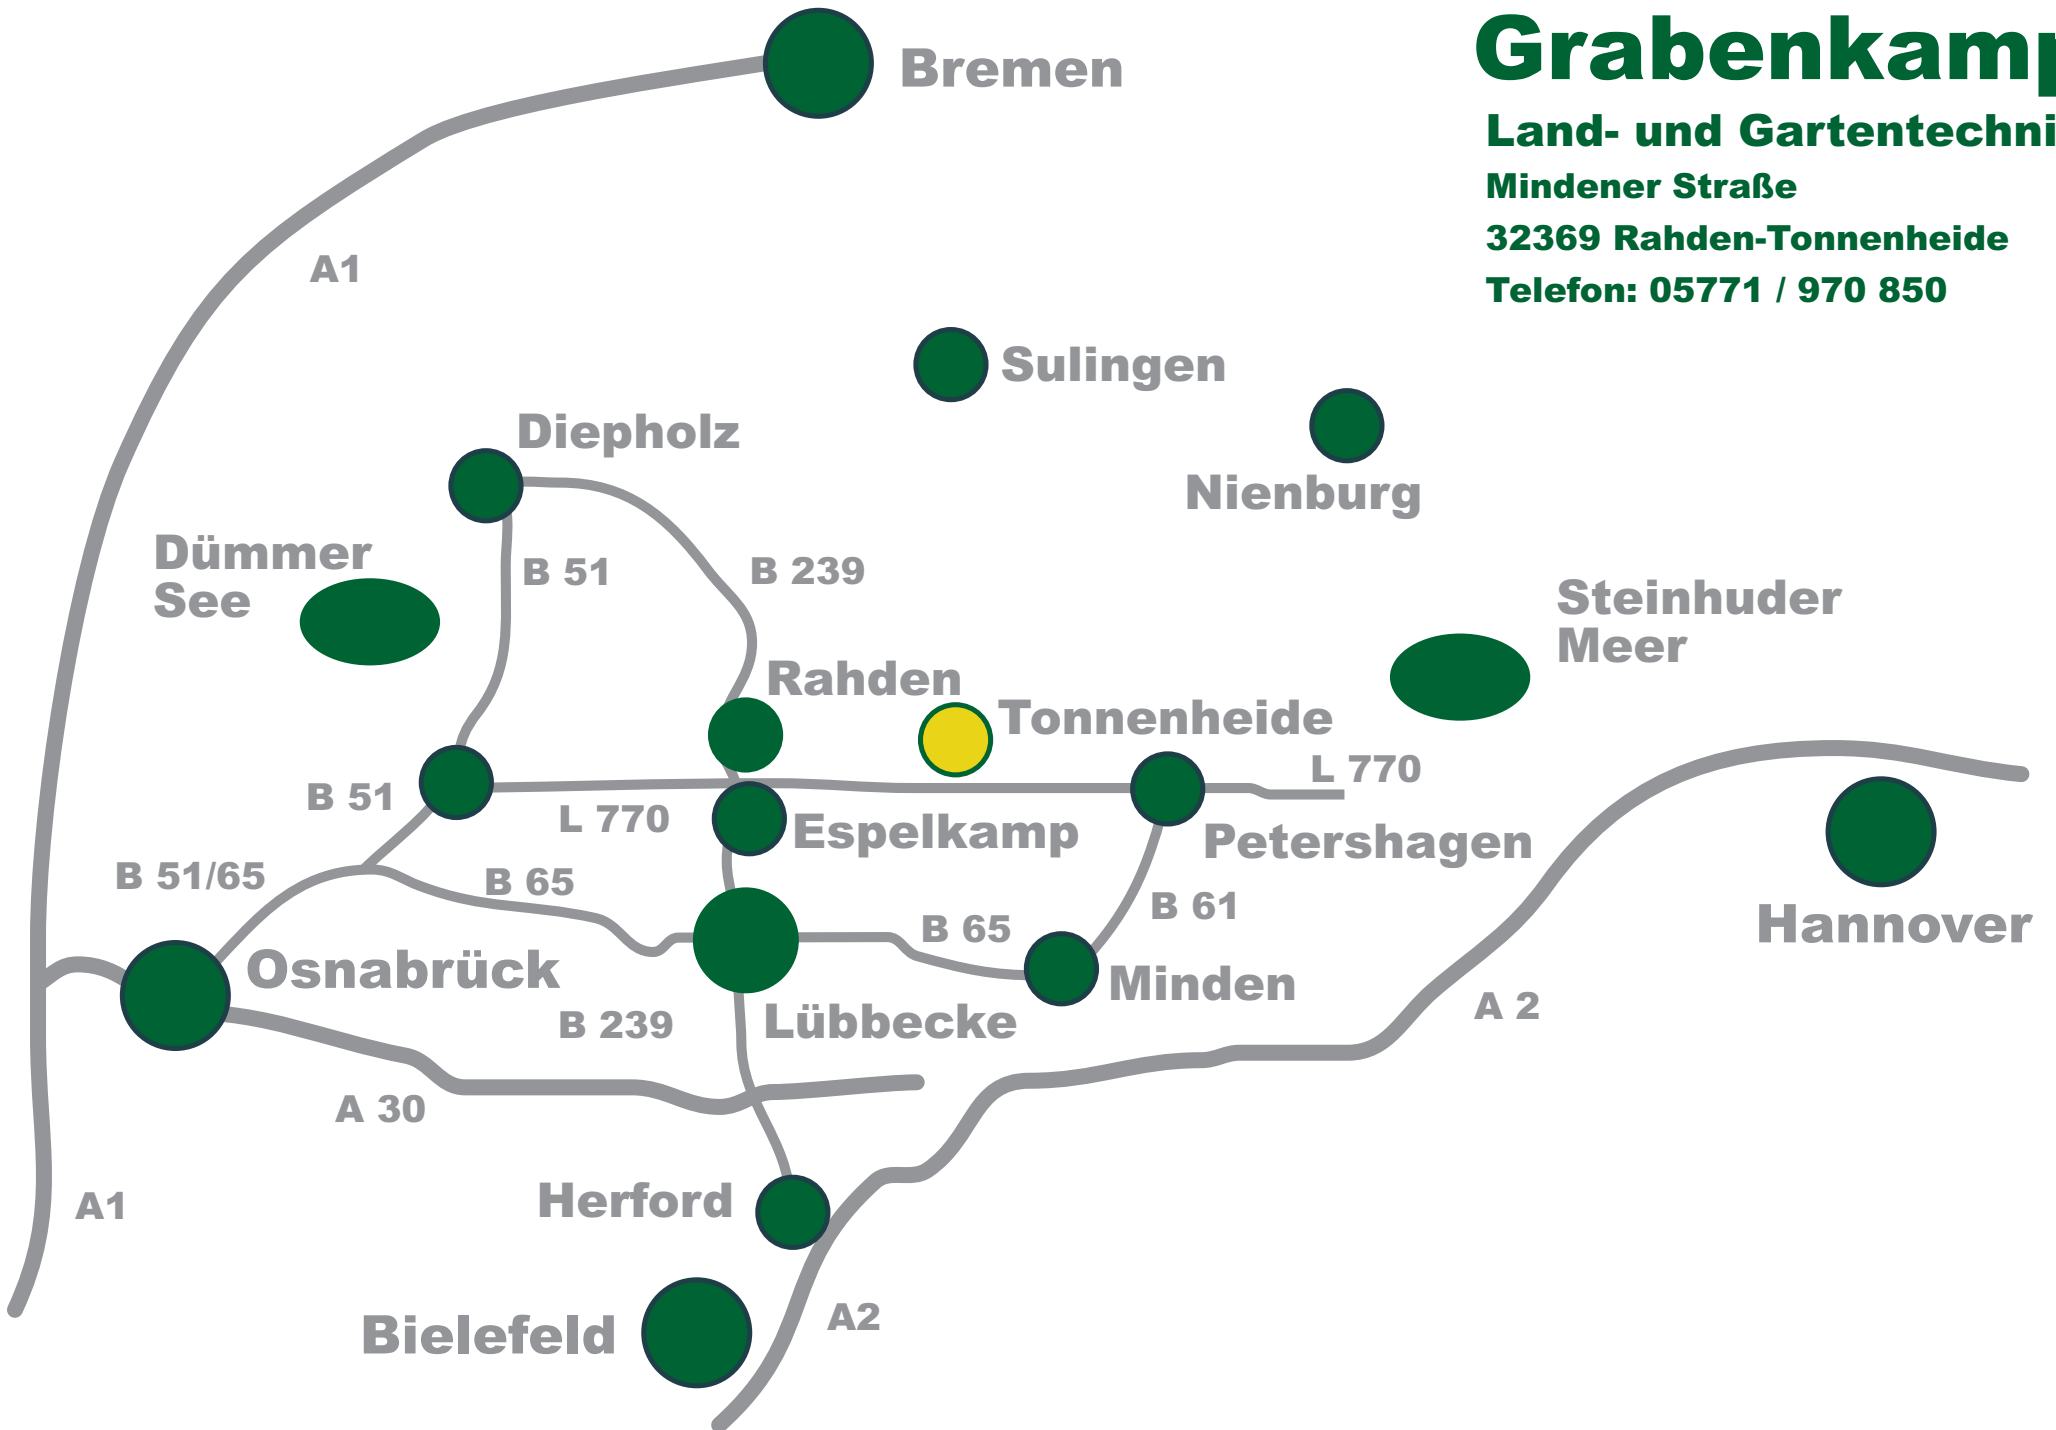 Grabenkamp
Bremen
Land- und Gartentechni
Mindener Straße
32369 Rahden-Tonnenheide
A1
Telefon: 05771 / 970 850
Sulingen
Diepholz
Nienburg
Dümmer
See
B 51
B 239
Steinhuder
Meer
Rahden
Tonnenheide
L 770
B 51
L 770
Espelkamp
Petershagen
B 51/65
B 65
B 61
B 65
Hannover
Osnabrück
Minden
A 2
B 239
Lübbecke
A 30
Herford
A1
A2
Bielefeld